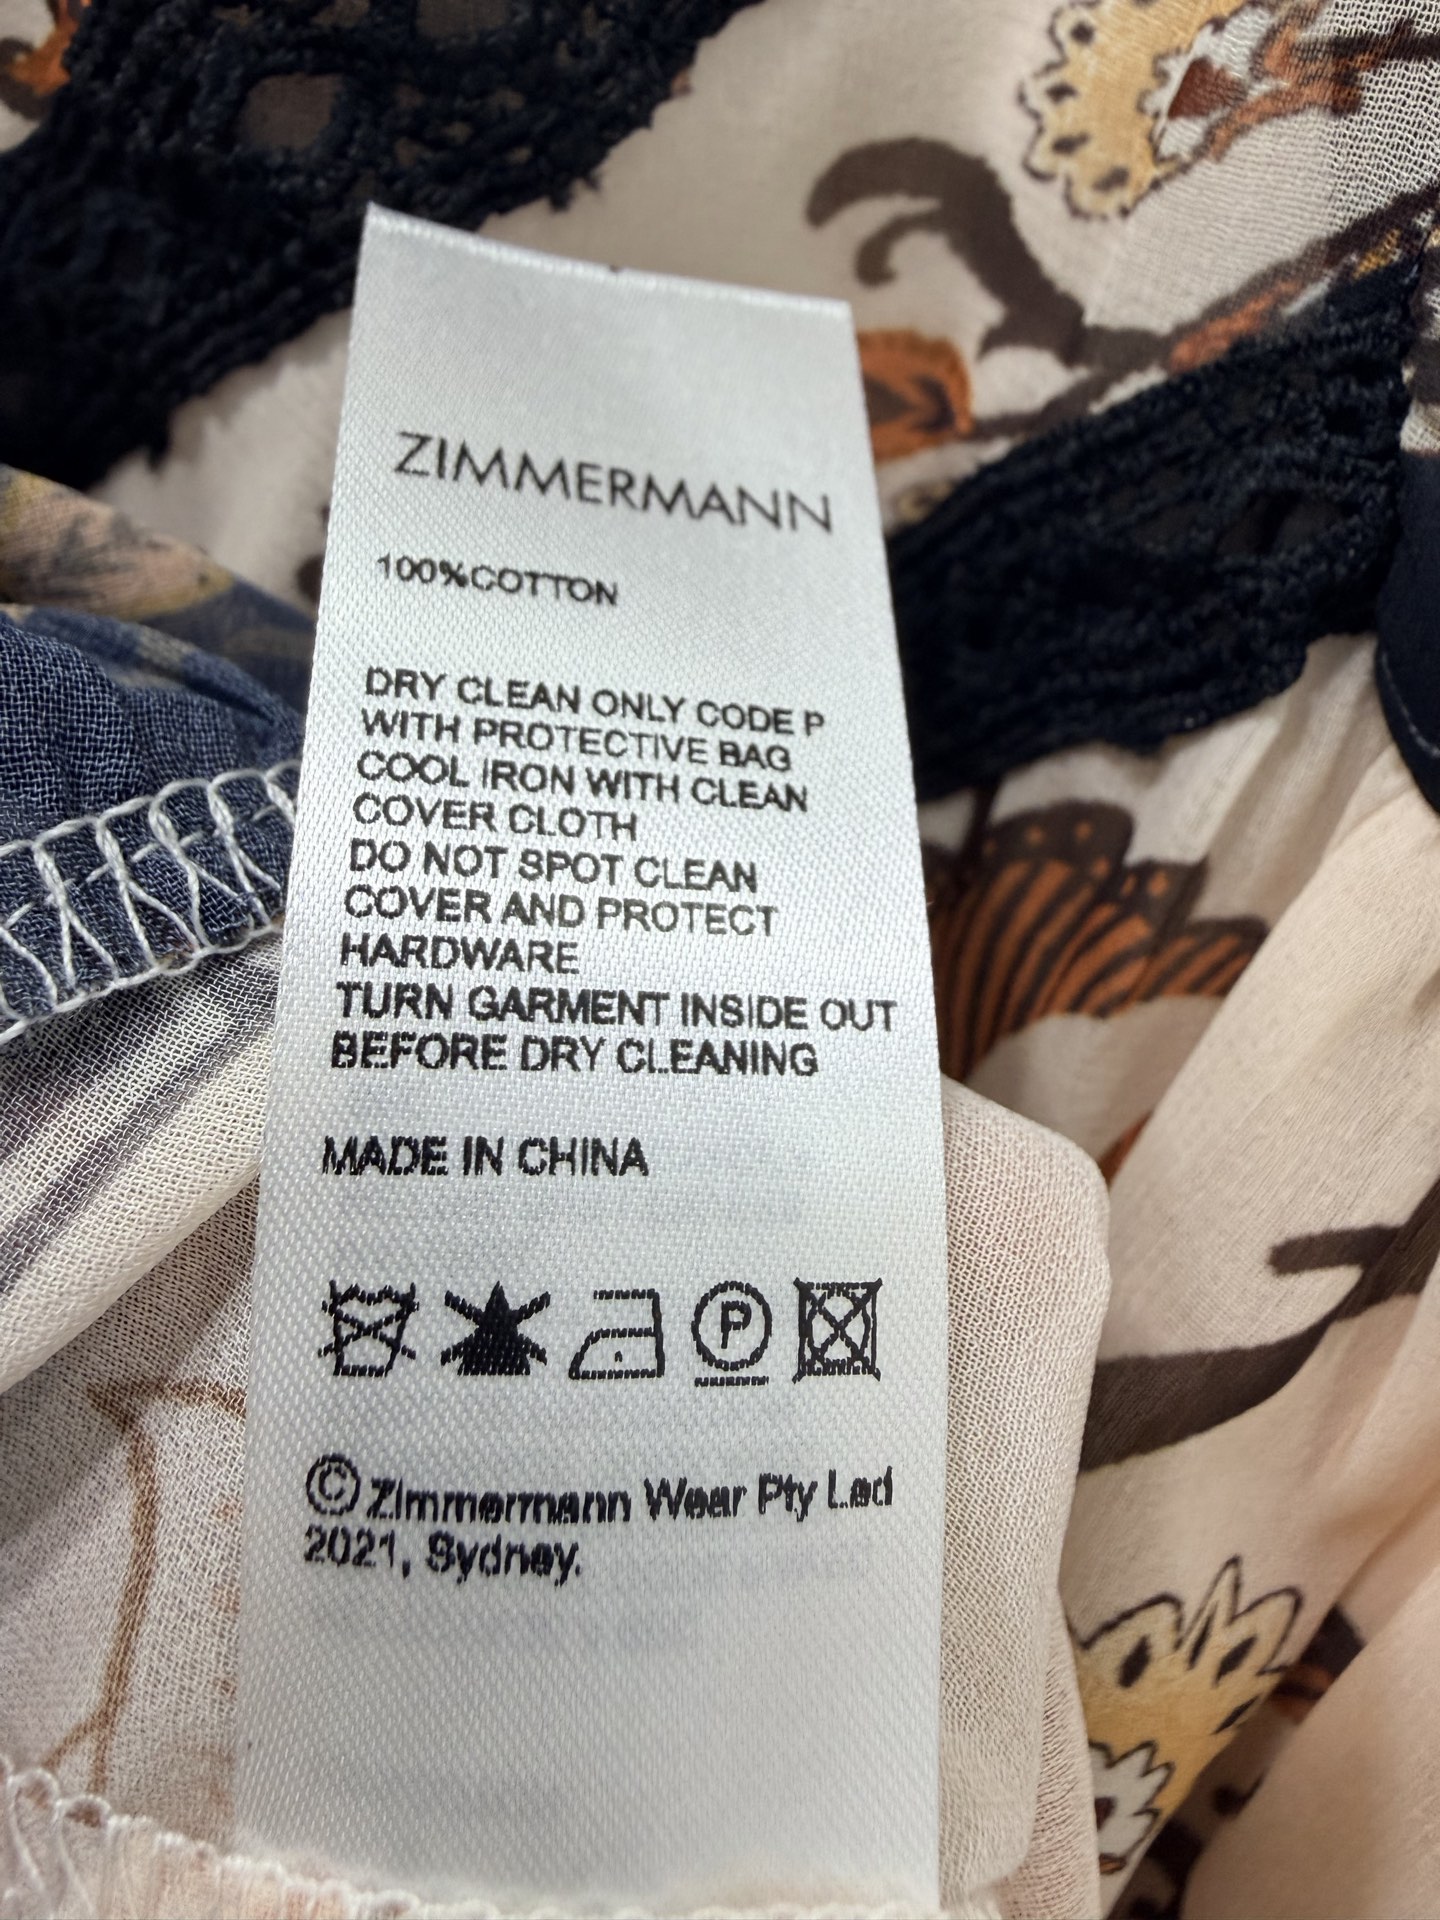 ZIMMERMANN
100%COTTON
DRY CLEAN ONLY CODE P
WITH PROTECTIVE BAG
COOL IRON WITH CLEAN
COVER CLOTH
DO NOT SPOT CLEAN
COVER AND PROTECT
HARDWARE
TURN GARMENT INSIDE OUT
BEFORE DRY CLEANING
MADE IN CHINA
P
© Zimmermann Wear Pty Led
2021, Sydney.